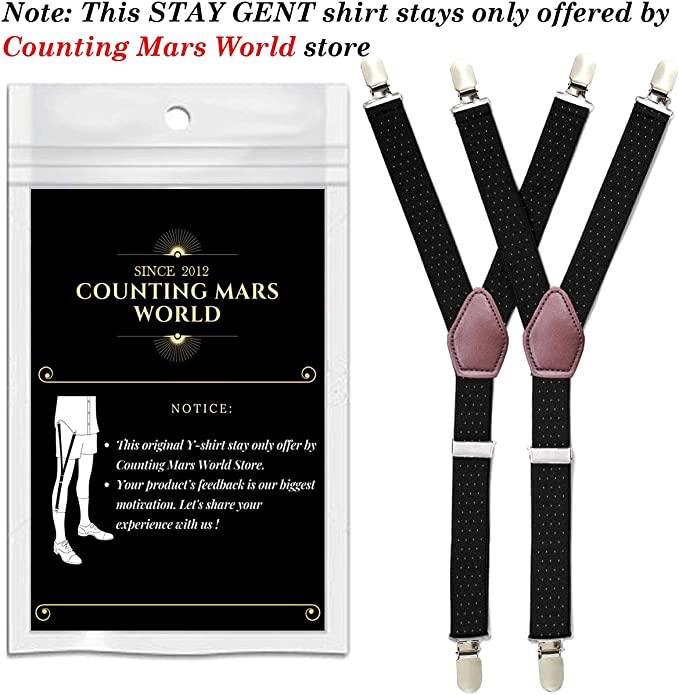 Note: This STAY GENT shirt stays only offered by
Counting Mars World store
SINCE 2012
COUNTING MARS
WORLD
NOTICE:
• This original Y-shirt stay only offer by
Counting Mars World Store.
• Your product's feedback is our biggest
motivation. Let's share your
experience with us !